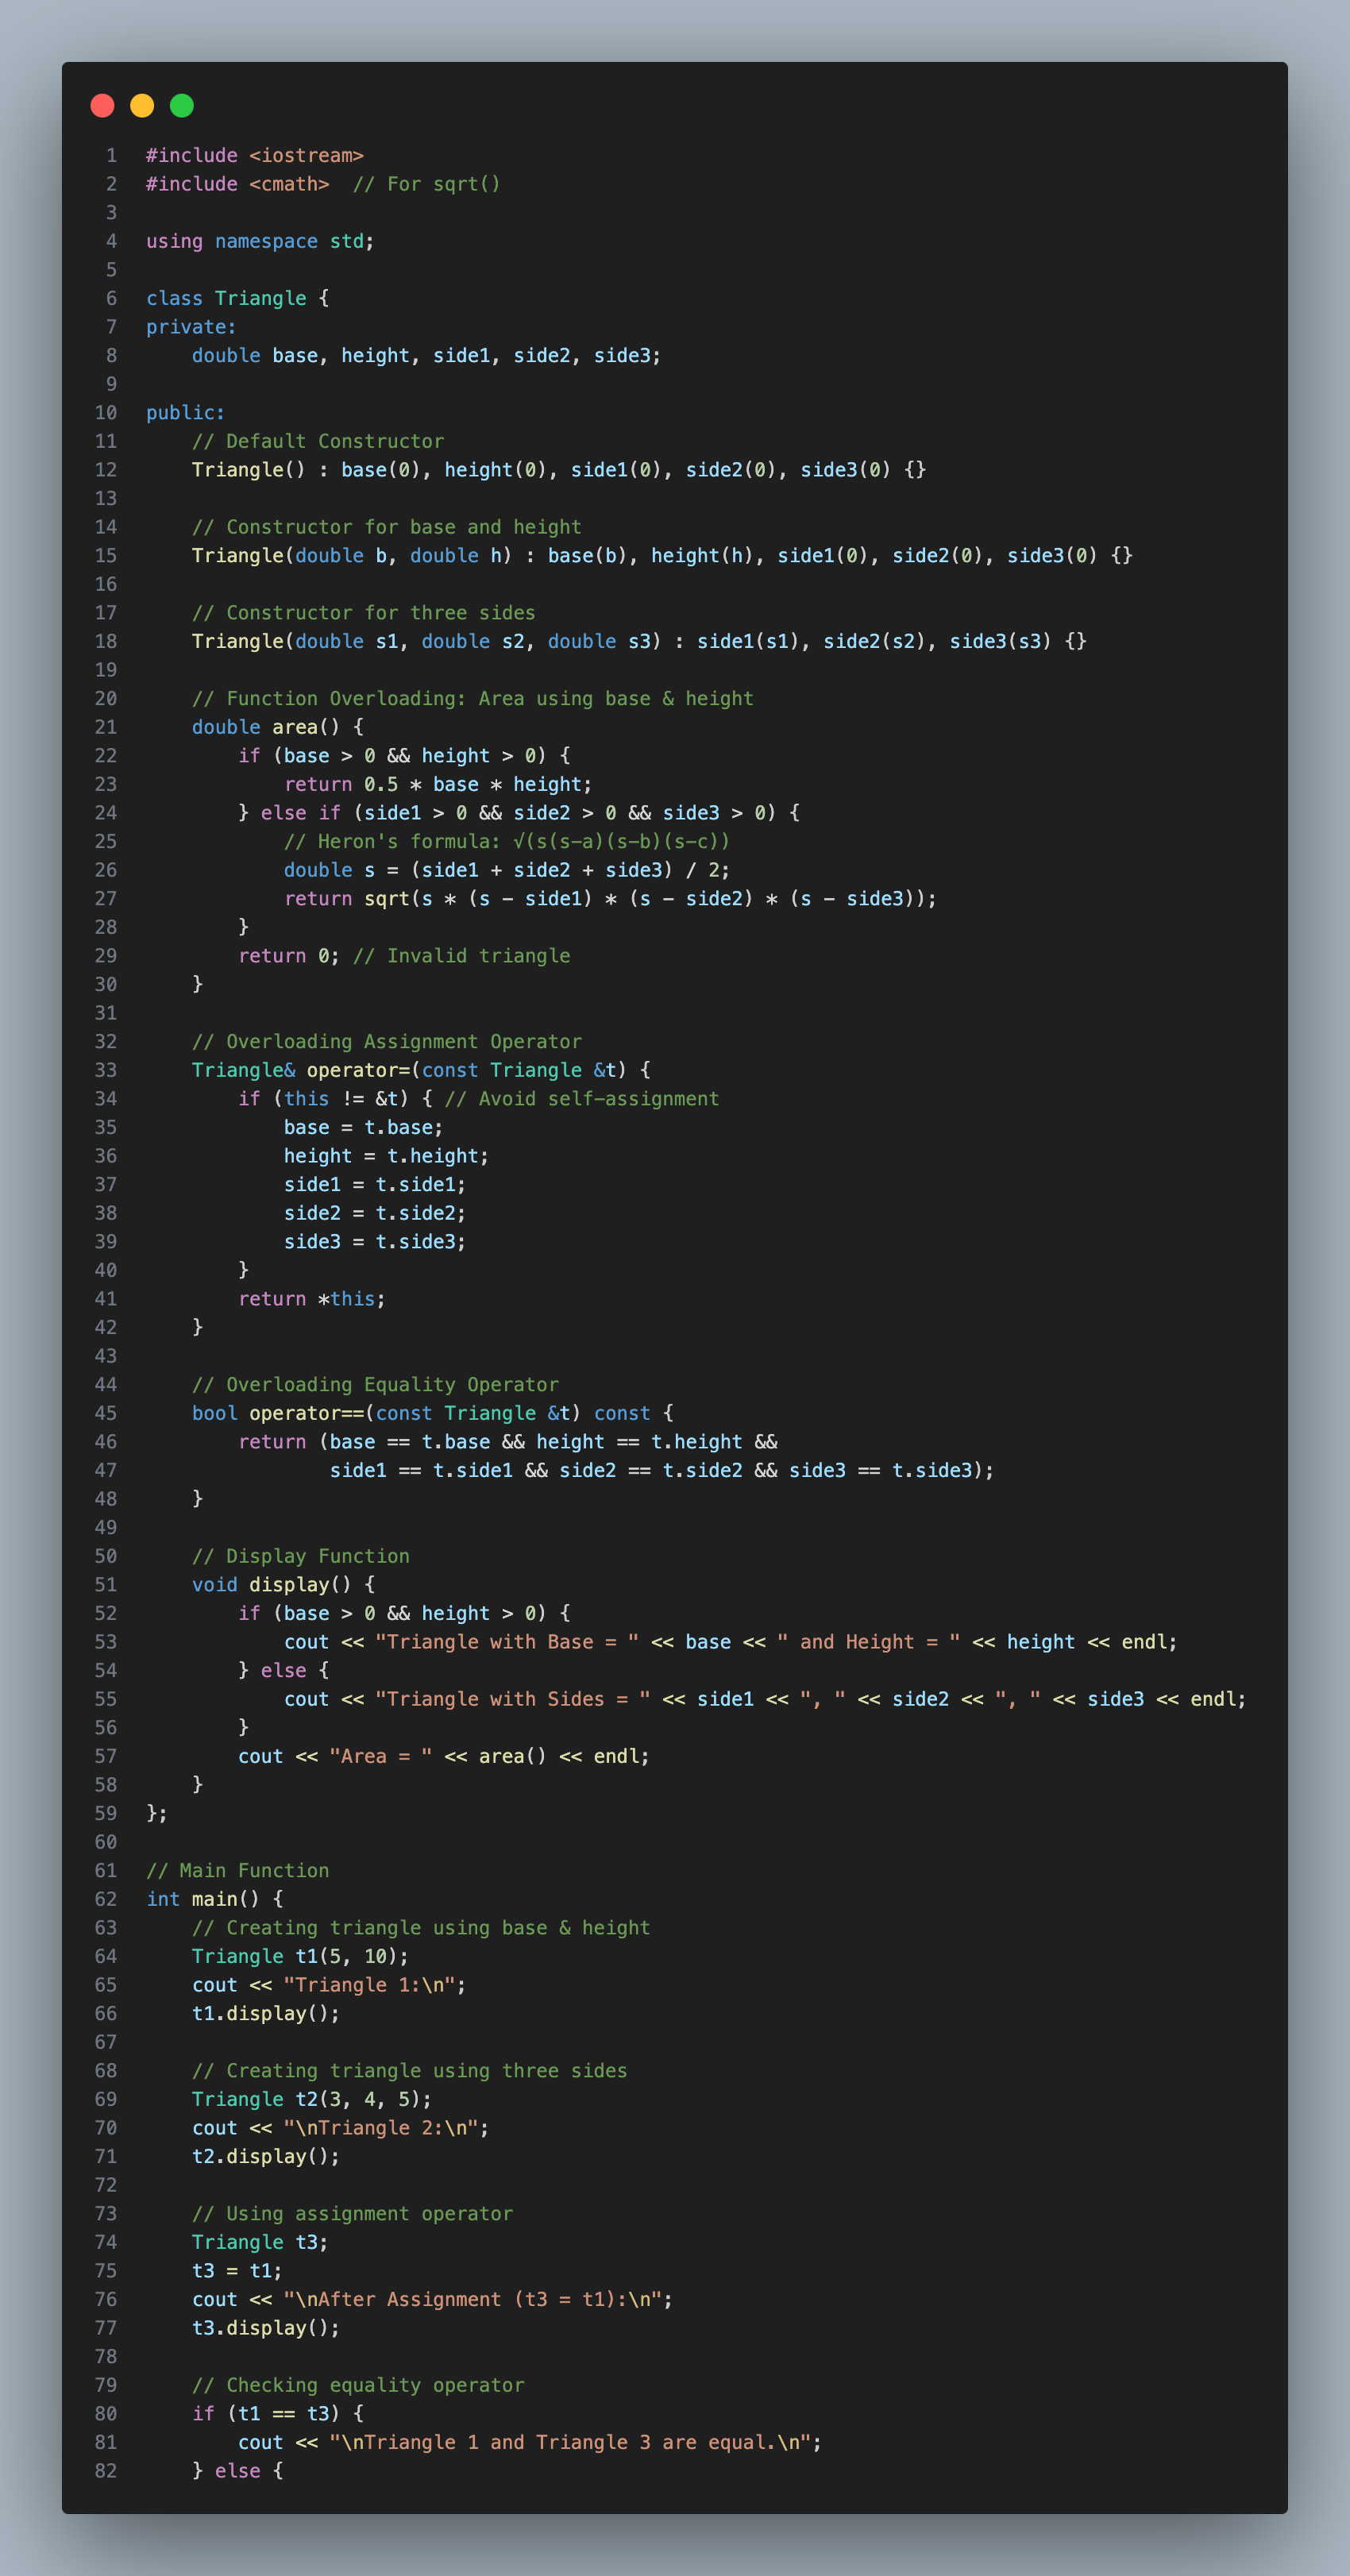 1 #include <iostream>
2 #include <cmath>  // For sqrt()
3
4 using namespace std;
5
6 class Triangle {
7 private:
8     double base, height, side1, side2, side3;
9
10 public:
11     // Default Constructor
12     Triangle() : base(0), height(0), side1(0), side2(0), side3(0) {}
13
14     // Constructor for base and height
15     Triangle(double b, double h) : base(b), height(h), side1(0), side2(0), side3(0) {}
16
17     // Constructor for three sides
18     Triangle(double s1, double s2, double s3) : side1(s1), side2(s2), side3(s3) {}
19
20     // Function Overloading: Area using base & height
21     double area() {
22         if (base > 0 && height > 0) {
23             return 0.5 * base * height;
24         } else if (side1 > 0 && side2 > 0 && side3 > 0) {
25             // Heron's formula: √(s(s-a)(s-b)(s-c))
26             double s = (side1 + side2 + side3) / 2;
27             return sqrt(s * (s - side1) * (s - side2) * (s - side3));
28         }
29         return 0; // Invalid triangle
30     }
31
32     // Overloading Assignment Operator
33     Triangle& operator=(const Triangle &t) {
34         if (this != &t) { // Avoid self-assignment
35             base = t.base;
36             height = t.height;
37             side1 = t.side1;
38             side2 = t.side2;
39             side3 = t.side3;
40         }
41         return *this;
42     }
43
44     // Overloading Equality Operator
45     bool operator==(const Triangle &t) const {
46         return (base == t.base && height == t.height &&
47                 side1 == t.side1 && side2 == t.side2 && side3 == t.side3);
48     }
49
50     // Display Function
51     void display() {
52         if (base > 0 && height > 0) {
53             cout << "Triangle with Base = " << base << " and Height = " << height << endl;
54         } else {
55             cout << "Triangle with Sides = " << side1 << ", " << side2 << ", " << side3 << endl;
56         }
57         cout << "Area = " << area() << endl;
58     }
59 };
60
61 // Main Function
62 int main() {
63     // Creating triangle using base & height
64     Triangle t1(5, 10);
65     cout << "Triangle 1:\n";
66     t1.display();
67
68     // Creating triangle using three sides
69     Triangle t2(3, 4, 5);
70     cout << "\nTriangle 2:\n";
71     t2.display();
72
73     // Using assignment operator
74     Triangle t3;
75     t3 = t1;
76     cout << "\nAfter Assignment (t3 = t1):\n";
77     t3.display();
78
79     // Checking equality operator
80     if (t1 == t3) {
81         cout << "\nTriangle 1 and Triangle 3 are equal.\n";
82     } else {